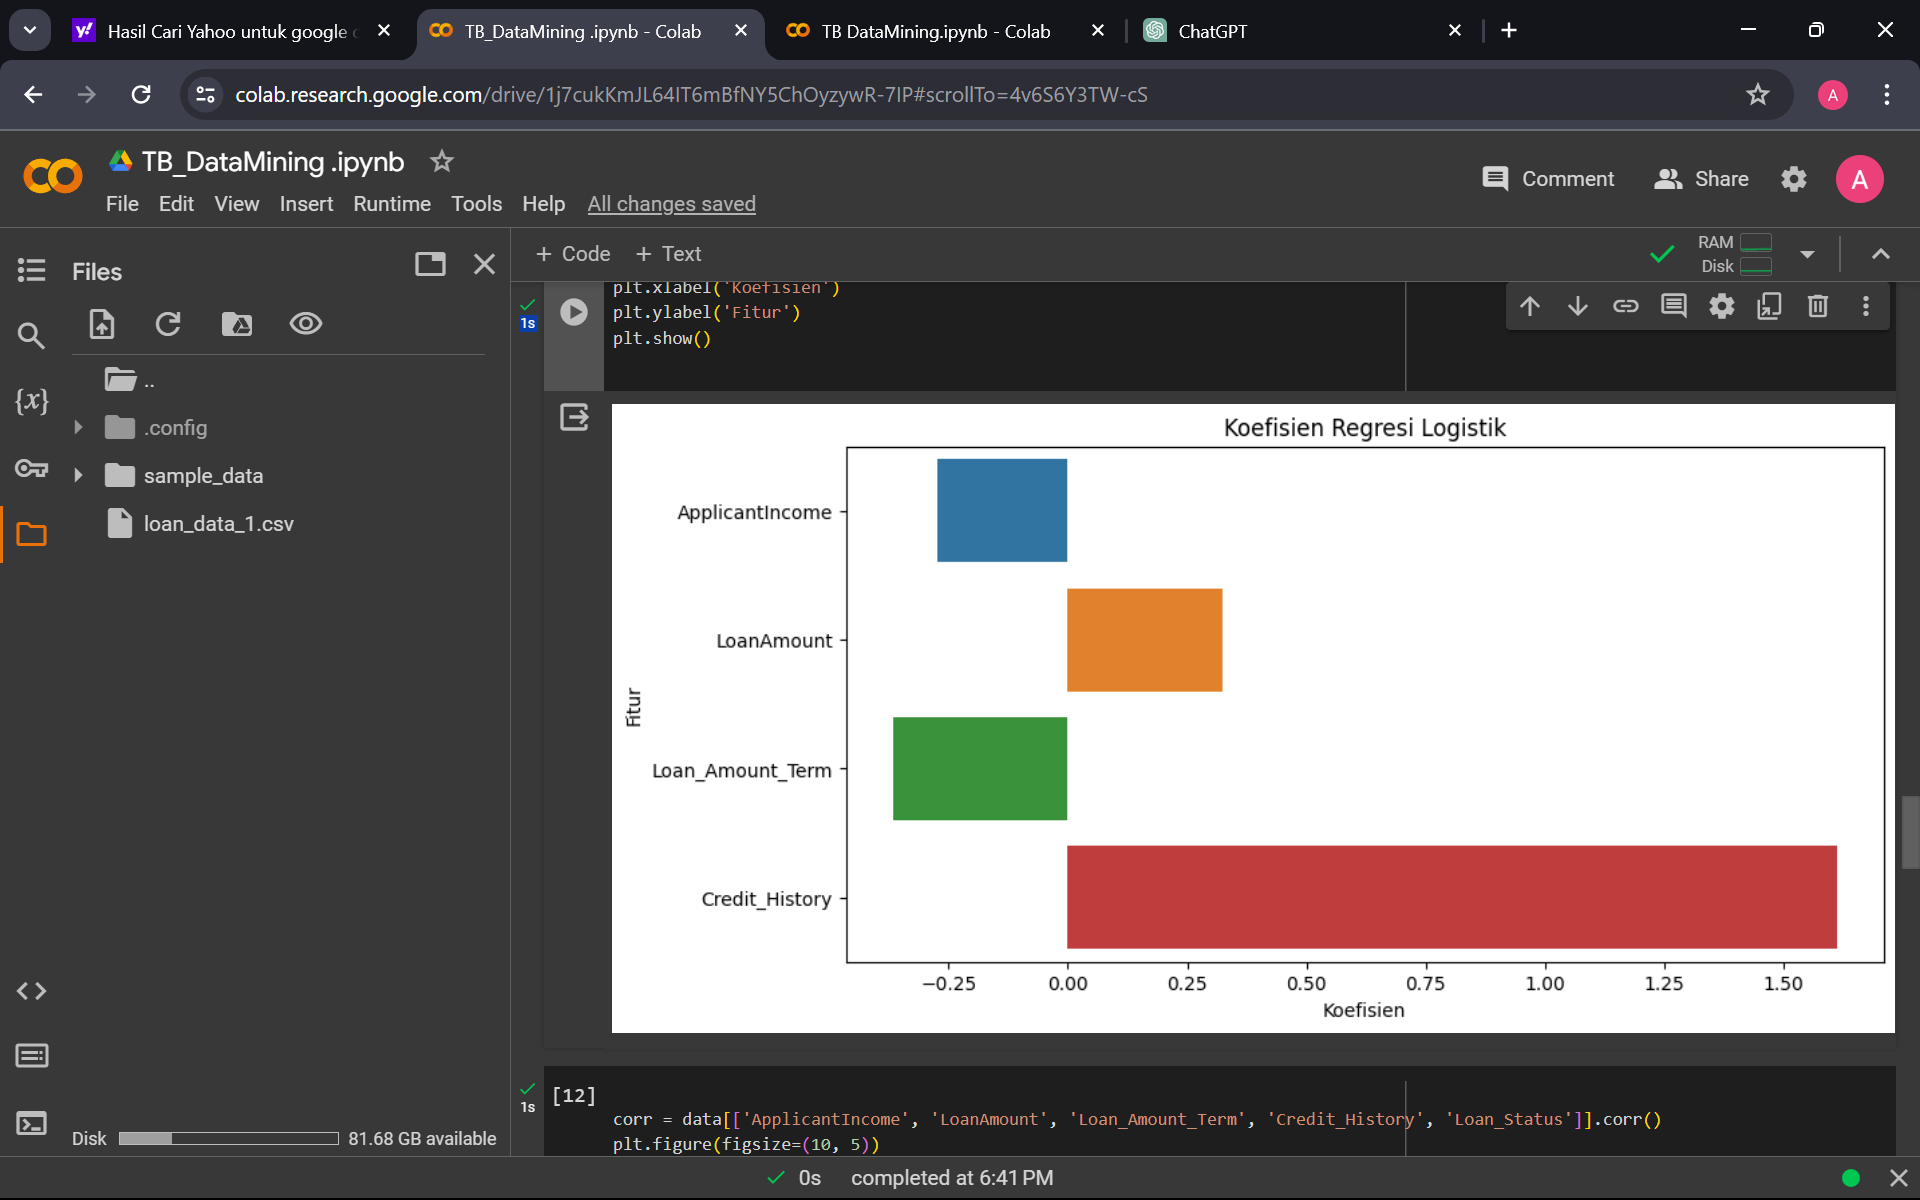 Hasil Cari Yahoo untuk google
TB_DataMining .ipynb - Colab
TB DataMining.ipynb - Colab
ChatGPT
colab.research.google.com/drive/1j7cukKmJL64IT6mBfNY5ChOyzywR-7IP#scrollTo=4v6S6Y3TW-cS
A
TB_DataMining .ipynb
Comment
Share
A
File Edit View Insert Runtime Tools Help All changes saved
Files
+ Code + Text
RAM
Disk
..
.config
sample_data
loan_data_1.csv
1s
plt.xlabel('Koefisien')
plt.ylabel('Fitur')
plt.show()
Koefisien Regresi Logistik
ApplicantIncome
LoanAmount
Loan_Amount_Term
Credit_History
Fitur
−0.25 0.00 0.25 0.50 0.75 1.00 1.25 1.50
Koefisien
1s
[12]
corr = data[['ApplicantIncome', 'LoanAmount', 'Loan_Amount_Term', 'Credit_History', 'Loan_Status']].corr()
plt.figure(figsize=(10, 5))
Disk 81.68 GB available
0s completed at 6:41 PM